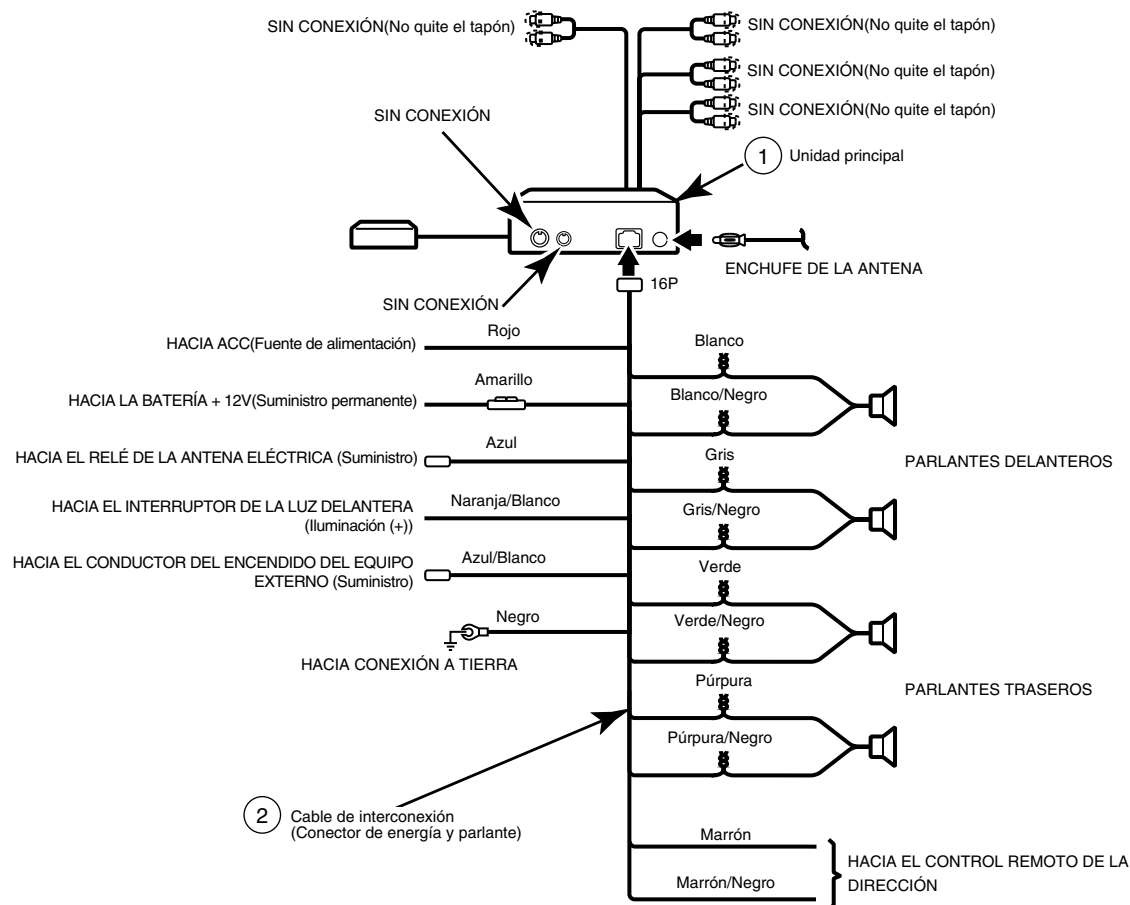 SIN CONEXIÓN(No quite el tapón)
SIN CONEXIÓN(No quite el tapón)
SIN CONEXIÓN(No quite el tapón)
SIN CONEXIÓN(No quite el tapón)
SIN CONEXIÓN
1 Unidad principal
ENCHUFE DE LA ANTENA
SIN CONEXIÓN
16P
Rojo
HACIA ACC(Fuente de alimentación)
Amarillo
HACIA LA BATERÍA + 12V(Suministro permanente)
Azul
HACIA EL RELÉ DE LA ANTENA ELÉCTRICA (Suministro)
Naranja/Blanco
HACIA EL INTERRUPTOR DE LA LUZ DELANTERA
(Iluminación (+))
Azul/Blanco
HACIA EL CONDUCTOR DEL ENCENDIDO DEL EQUIPO
EXTERNO (Suministro)
Negro
HACIA CONEXIÓN A TIERRA
Blanco
Blanco/Negro
Gris
PARLANTES DELANTEROS
Gris/Negro
Verde
Verde/Negro
Púrpura
PARLANTES TRASEROS
Púrpura/Negro
2 Cable de interconexión
(Conector de energía y parlante)
Marrón
Marrón/Negro
HACIA EL CONTROL REMOTO DE LA
DIRECCIÓN